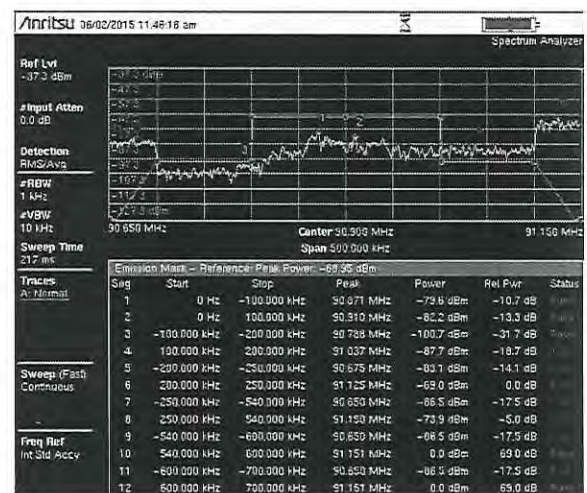 Anritsu 06/02/2015 11:46:16 am
Spectrum Analyzer
Ref Lvl
-37.3 dBm
#Input Atten
0.0 dB
Detection
RMS/Avg
#RBW
1 kHz
#VBW
10 kHz
Sweep Time
217 ms
Traces
A: Normal
Sweep (Fast)
Continuous
Freq Ref
Int Std Accy
-37.3 dBm
-47.3
-57.3
-97.3
-107.3
-117.3
-127.3 dBm
1
2
3
90.650 MHz
Center 90.900 MHz
91.150 MHz
Span 500.000 kHz
Emission Mask - Reference: Peak Power:
Seg Start Stop Peak Power Rel Pwr Status
1 0 Hz -100.000 kHz 90.871 MHz -79.6 dBm -10.7 dB
2 0 Hz 100.000 kHz 90.910 MHz -82.2 dBm -13.3 dB
3 -100.000 kHz -200.000 kHz 90.788 MHz -100.7 dBm -31.7 dB
4 100.000 kHz 200.000 kHz 91.037 MHz -87.7 dBm -18.7 dB
5 -200.000 kHz -250.000 kHz 90.675 MHz -83.1 dBm -14.1 dB
6 200.000 kHz 250.000 kHz 91.125 MHz -69.0 dBm 0.0 dB
7 -250.000 kHz -540.000 kHz 90.650 MHz -86.5 dBm -17.5 dB
8 250.000 kHz 540.000 kHz 91.150 MHz -73.9 dBm -5.0 dB
9 -540.000 kHz -600.000 kHz 90.650 MHz -86.5 dBm -17.5 dB
10 540.000 kHz 600.000 kHz 91.151 MHz 0.0 dBm 69.0 dB
11 -600.000 kHz -700.000 kHz 90.650 MHz -86.5 dBm -17.5 dB
12 600.000 kHz 700.000 kHz 91.151 MHz 0.0 dBm 69.0 dB